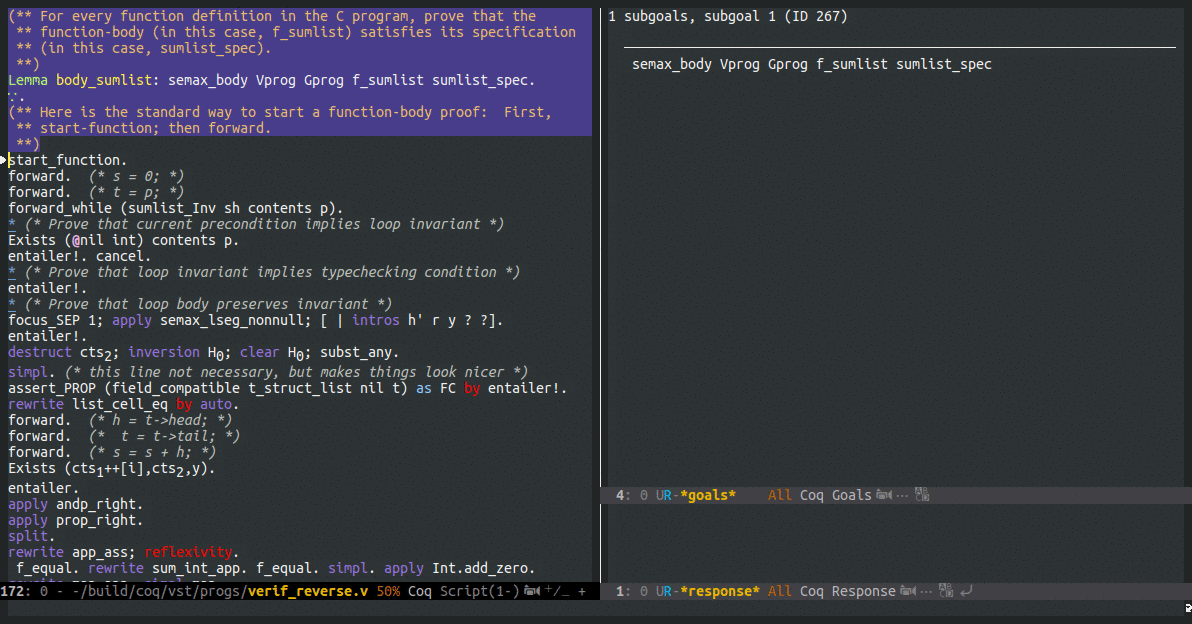 (** For every function definition in the C program, prove that the
 ** function-body (in this case, f_sumlist) satisfies its specification
 ** (in this case, sumlist_spec).
 **)
Lemma body_sumlist: semax_body Vprog Gprog f_sumlist sumlist_spec.
∴.
(** Here is the standard way to start a function-body proof:  First,
 ** start-function; then forward.
 **)
start_function.
forward.  (* s = 0; *)
forward.  (* t = p; *)
forward_while (sumlist_Inv sh contents p).
* (* Prove that current precondition implies loop invariant *)
Exists (@nil int) contents p.
entailer!. cancel.
* (* Prove that loop invariant implies typechecking condition *)
entailer!.
* (* Prove that loop body preserves invariant *)
focus_SEP 1; apply semax_lseg_nonnull; [ | intros h' r y ? ?].
entailer!.
destruct cts₂; inversion H₀; clear H₀; subst_any.
simpl. (* this line not necessary, but makes things look nicer *)
assert_PROP (field_compatible t_struct_list nil t) as FC by entailer!.
rewrite list_cell_eq by auto.
forward.  (* h = t->head; *)
forward.  (*  t = t->tail; *)
forward.  (* s = s + h; *)
Exists (cts₁++[i],cts₂,y).
entailer.
apply andp_right.
apply prop_right.
split.
rewrite app_ass; reflexivity.
 f_equal. rewrite sum_int_app. f_equal. simpl. apply Int.add_zero.
172: 0 - ~/build/coq/vst/progs/verif_reverse.v 50% Coq Script(1-) +/_ +
1 subgoals, subgoal 1 (ID 267)
semax_body Vprog Gprog f_sumlist sumlist_spec
4: 0 UR-*goals*    All Coq Goals ⋯
1: 0 UR-*response* All Coq Response ⋯